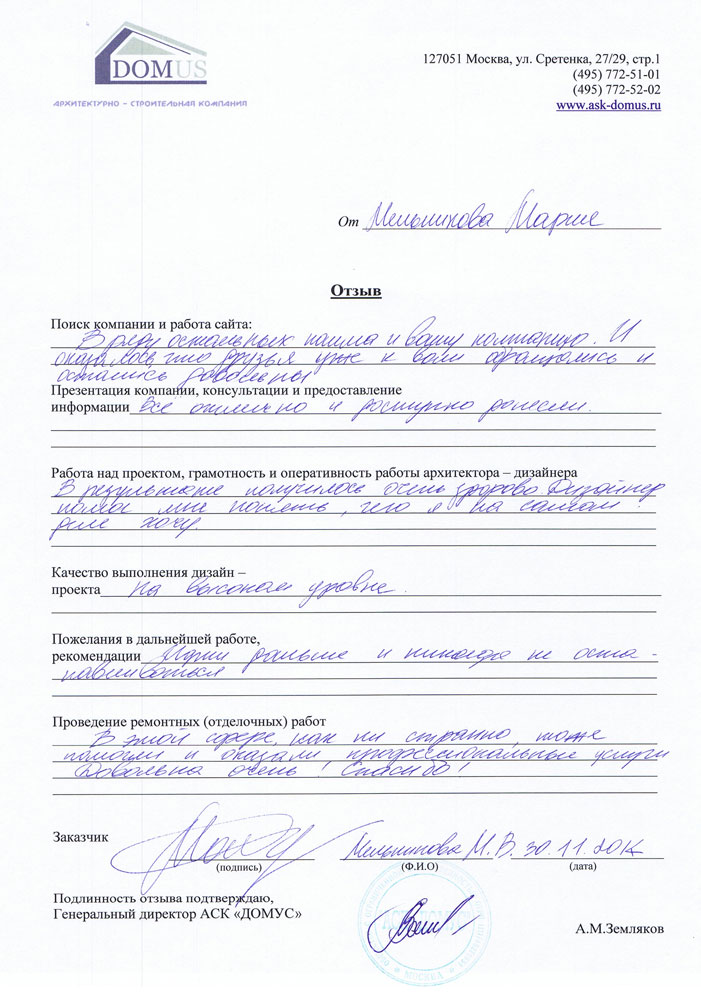 DOMUS
АРХИТЕКТУРНО – СТРОИТЕЛЬНАЯ КОМПАНИЯ
127051 Москва, ул. Сретенка, 27/29, стр.1
(495) 772-51-01
(495) 772-52-02
www.ask-domus.ru
От Мельникова Мария
Отзыв
Поиск компании и работа сайта:
В ряду остальных нашла и вашу компанию. И
оказалось что друзья уже к вам обращались и
остались довольны
Презентация компании, консультации и предоставление
информации Всё отлично и доступно донесли.
Работа над проектом, грамотность и оперативность работы архитектора – дизайнера
В результате получилось очень здорово. Дизайнер
помог мне понять, чего я на самом
деле хочу.
Качество выполнения дизайн –
проекта на высоком уровне.
Пожелания в дальнейшей работе,
рекомендации Идти дальше и никогда не оста-
навливаться
Проведение ремонтных (отделочных) работ
В этой сфере, как ни странно, тоже
помогли и оказали профессиональные услуги
Довольна очень! Спасибо!
Заказчик Мельникова М.В. 30.11.2014
(подпись) (Ф.И.О) (дата)
Подлинность отзыва подтверждаю,
Генеральный директор АСК «ДОМУС»
А.М.Земляков
МОСКВА